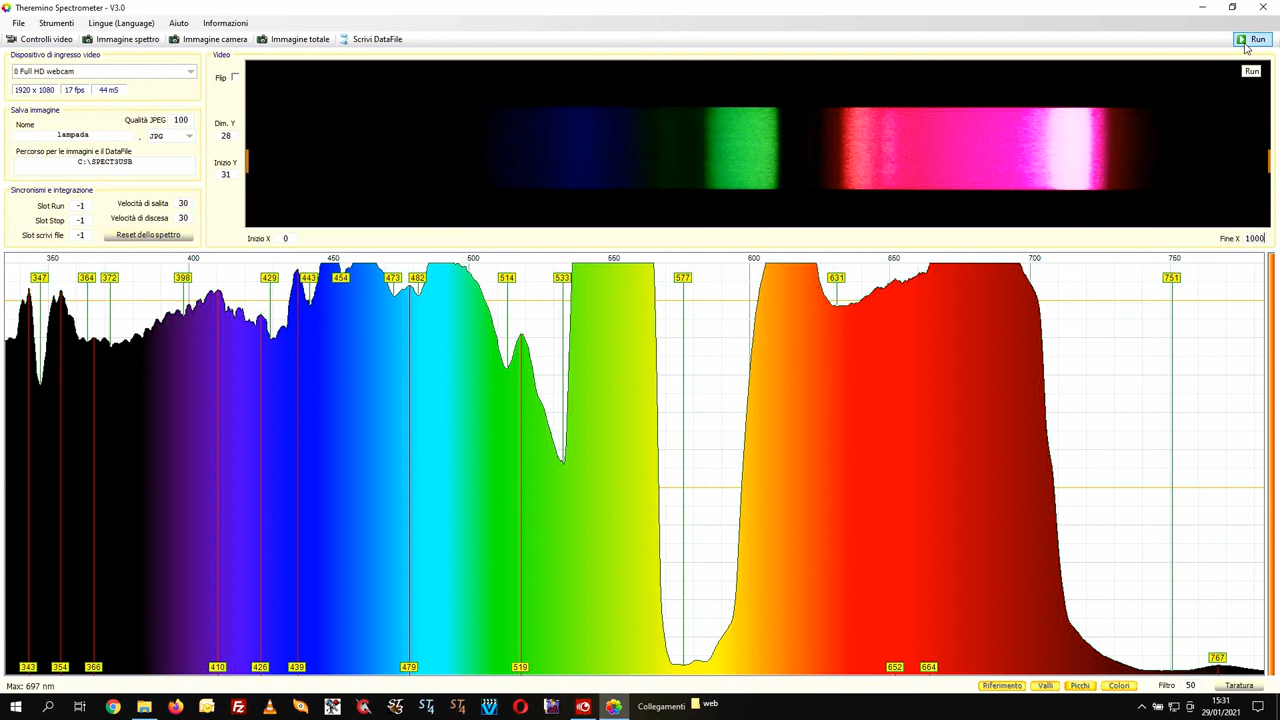 Theremino Spectrometer - V3.0
File Strumenti Lingue (Language) Aiuto Informazioni
Controlli video Immagine spettro Immagine camera Immagine totale Scrivi DataFile Run
Dispositivo di ingresso video
0 Full HD webcam
1920 x 1080 17 fps 44 mS
Salva immagine
Qualità JPEG 100
Nome
lampada . JPG
Percorso per le immagini e il DataFile
C:\SPECT3USB
Sincronismi e integrazione
Slot Run -1 Velocità di salita 30
Slot Stop -1 Velocità di discesa 30
Slot scrivi file -1 Reset dello spettro
Video
Flip
Dim. Y
28
Inizio Y
31
Run
Inizio X 0 Fine X 1000
350 400 450 500 550 600 650 700 750
347 364 372 398 429 443 454 473 482 514 533 577 631 751
343 354 366 410 426 439 479 519 652 664 767
Max: 697 nm Riferimento Valli Picchi Colori Filtro 50 Taratura
Collegamenti web
15:31
29/01/2021